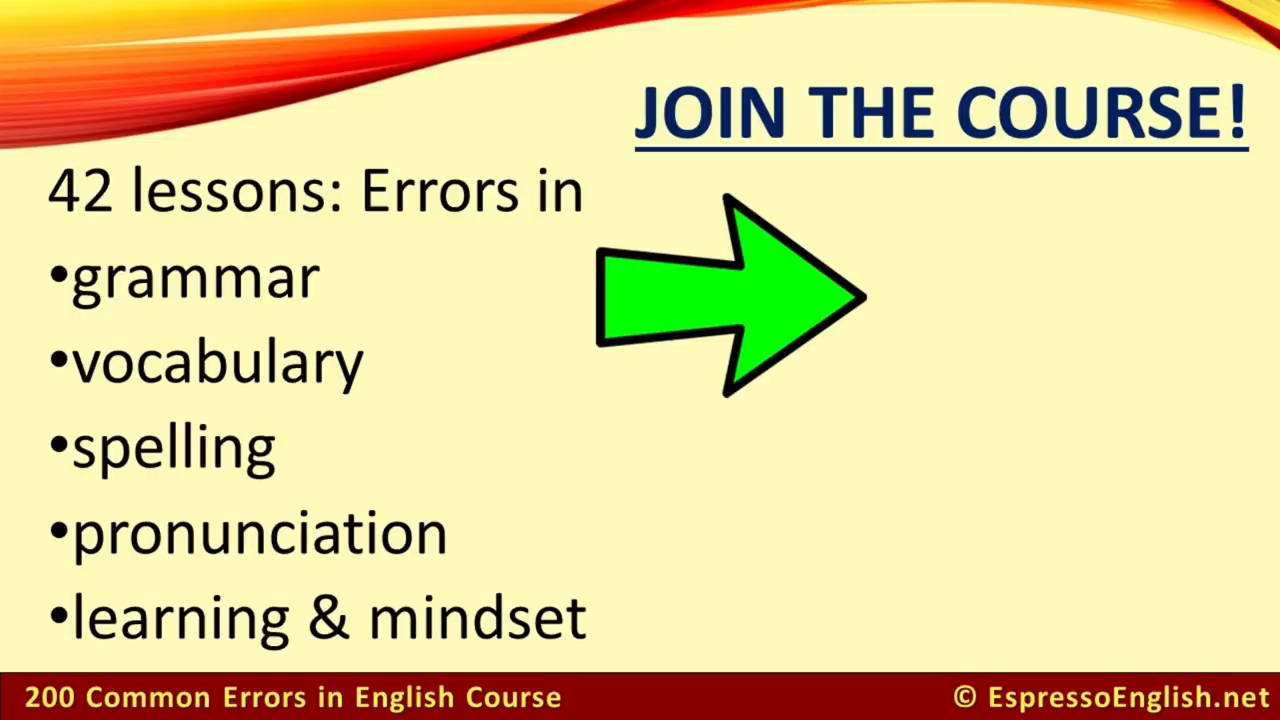 JOIN THE COURSE!
42 lessons: Errors in
•grammar
•vocabulary
•spelling
•pronunciation
•learning & mindset
200 Common Errors in English Course
© EspressoEnglish.net